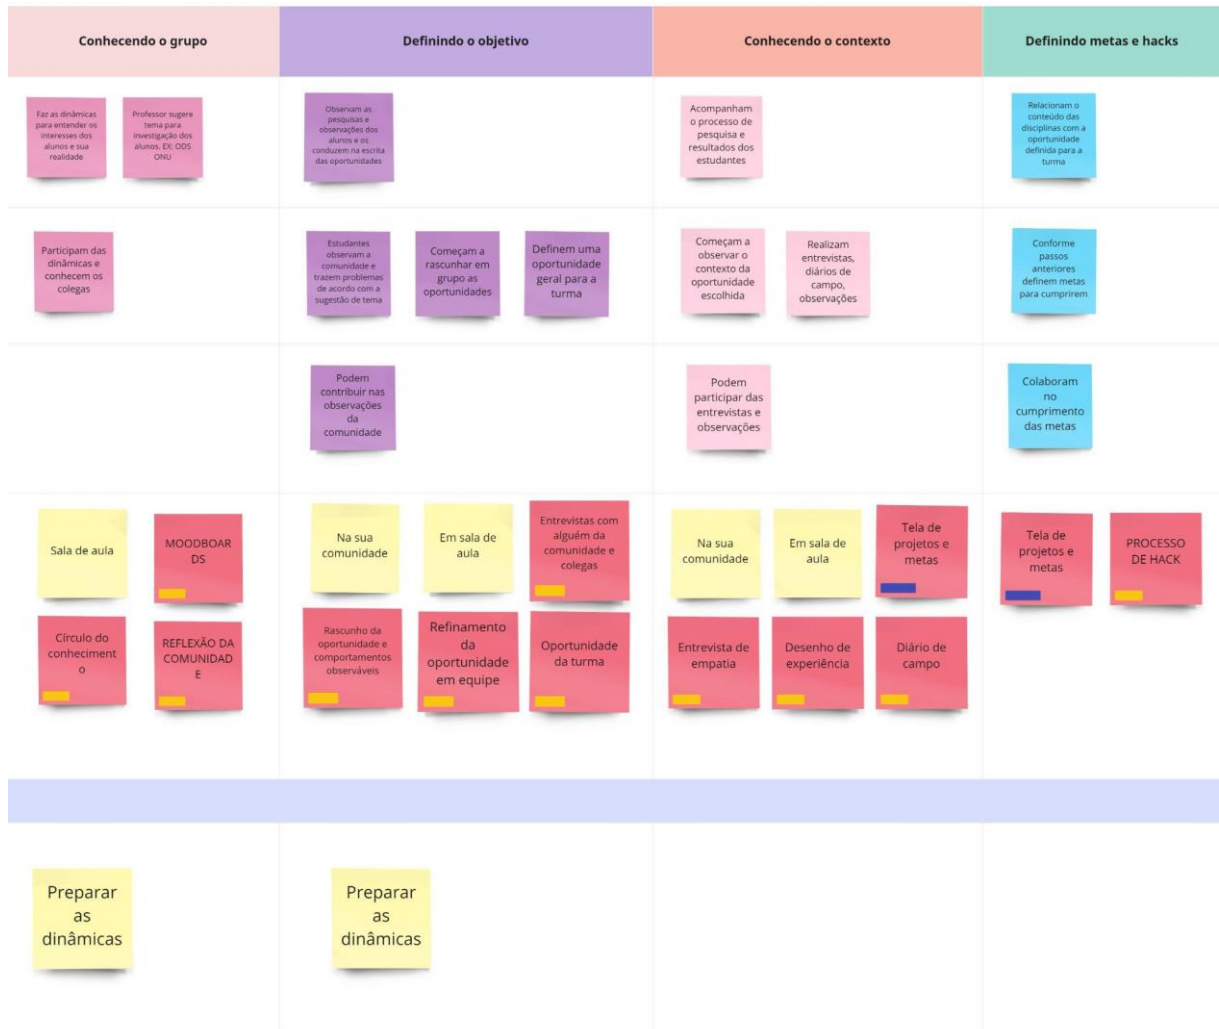 Conhecendo o grupo
Definindo o objetivo
Conhecendo o contexto
Definindo metas e hacks
Faz as dinâmicas
para entender os
interesses dos
alunos e sua
realidade
Professor sugere
tema para
investigação dos
alunos. EX: ODS
ONU
Observam as
pesquisas e
observações dos
alunos e os
conduzem na escrita
das oportunidades
Acompanham
o processo de
pesquisa e
resultados dos
estudantes
Relacionam o
conteúdo das
disciplinas com a
oportunidade
definida para a
turma
Participam das
dinâmicas e
conhecem os
colegas
Estudantes
observam a
comunidade e
trazem problemas
de acordo com a
sugestão de tema
Começam a
rascunhar em
grupo as
oportunidades
Definem uma
oportunidade
geral para a
turma
Começam a
observar o
contexto da
oportunidade
escolhida
Realizam
entrevistas,
diários de
campo,
observações
Conforme
passos
anteriores
definem metas
para cumprirem
Podem
contribuir nas
observações
da
comunidade
Podem
participar das
entrevistas e
observações
Colaboram
no
cumprimento
das metas
Sala de aula
MOODBOAR
DS
Na sua
comunidade
Em sala de
aula
Entrevistas com
alguém da
comunidade e
colegas
Na sua
comunidade
Em sala de
aula
Tela de
projetos e
metas
Tela de
projetos e
metas
PROCESSO
DE HACK
Círculo do
conheciment
o
REFLEXÃO DA
COMUNIDAD
E
Rascunho da
oportunidade e
comportamentos
observáveis
Refinamento
da
oportunidade
em equipe
Oportunidade
da turma
Entrevista de
empatia
Desenho de
experiência
Diário de
campo
Preparar
as
dinâmicas
Preparar
as
dinâmicas